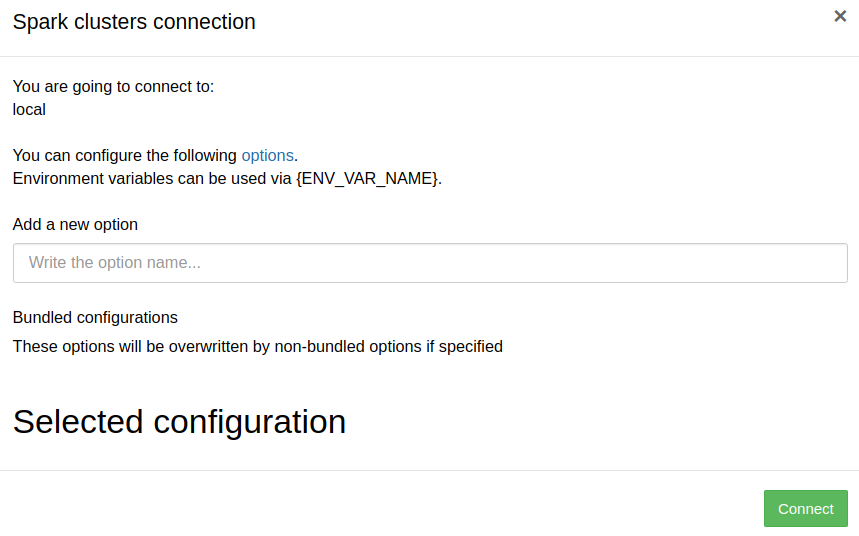 Spark clusters connection
×
You are going to connect to:
local
You can configure the following options.
Environment variables can be used via {ENV_VAR_NAME}.
Add a new option
Write the option name...
Bundled configurations
These options will be overwritten by non-bundled options if specified
Selected configuration
Connect